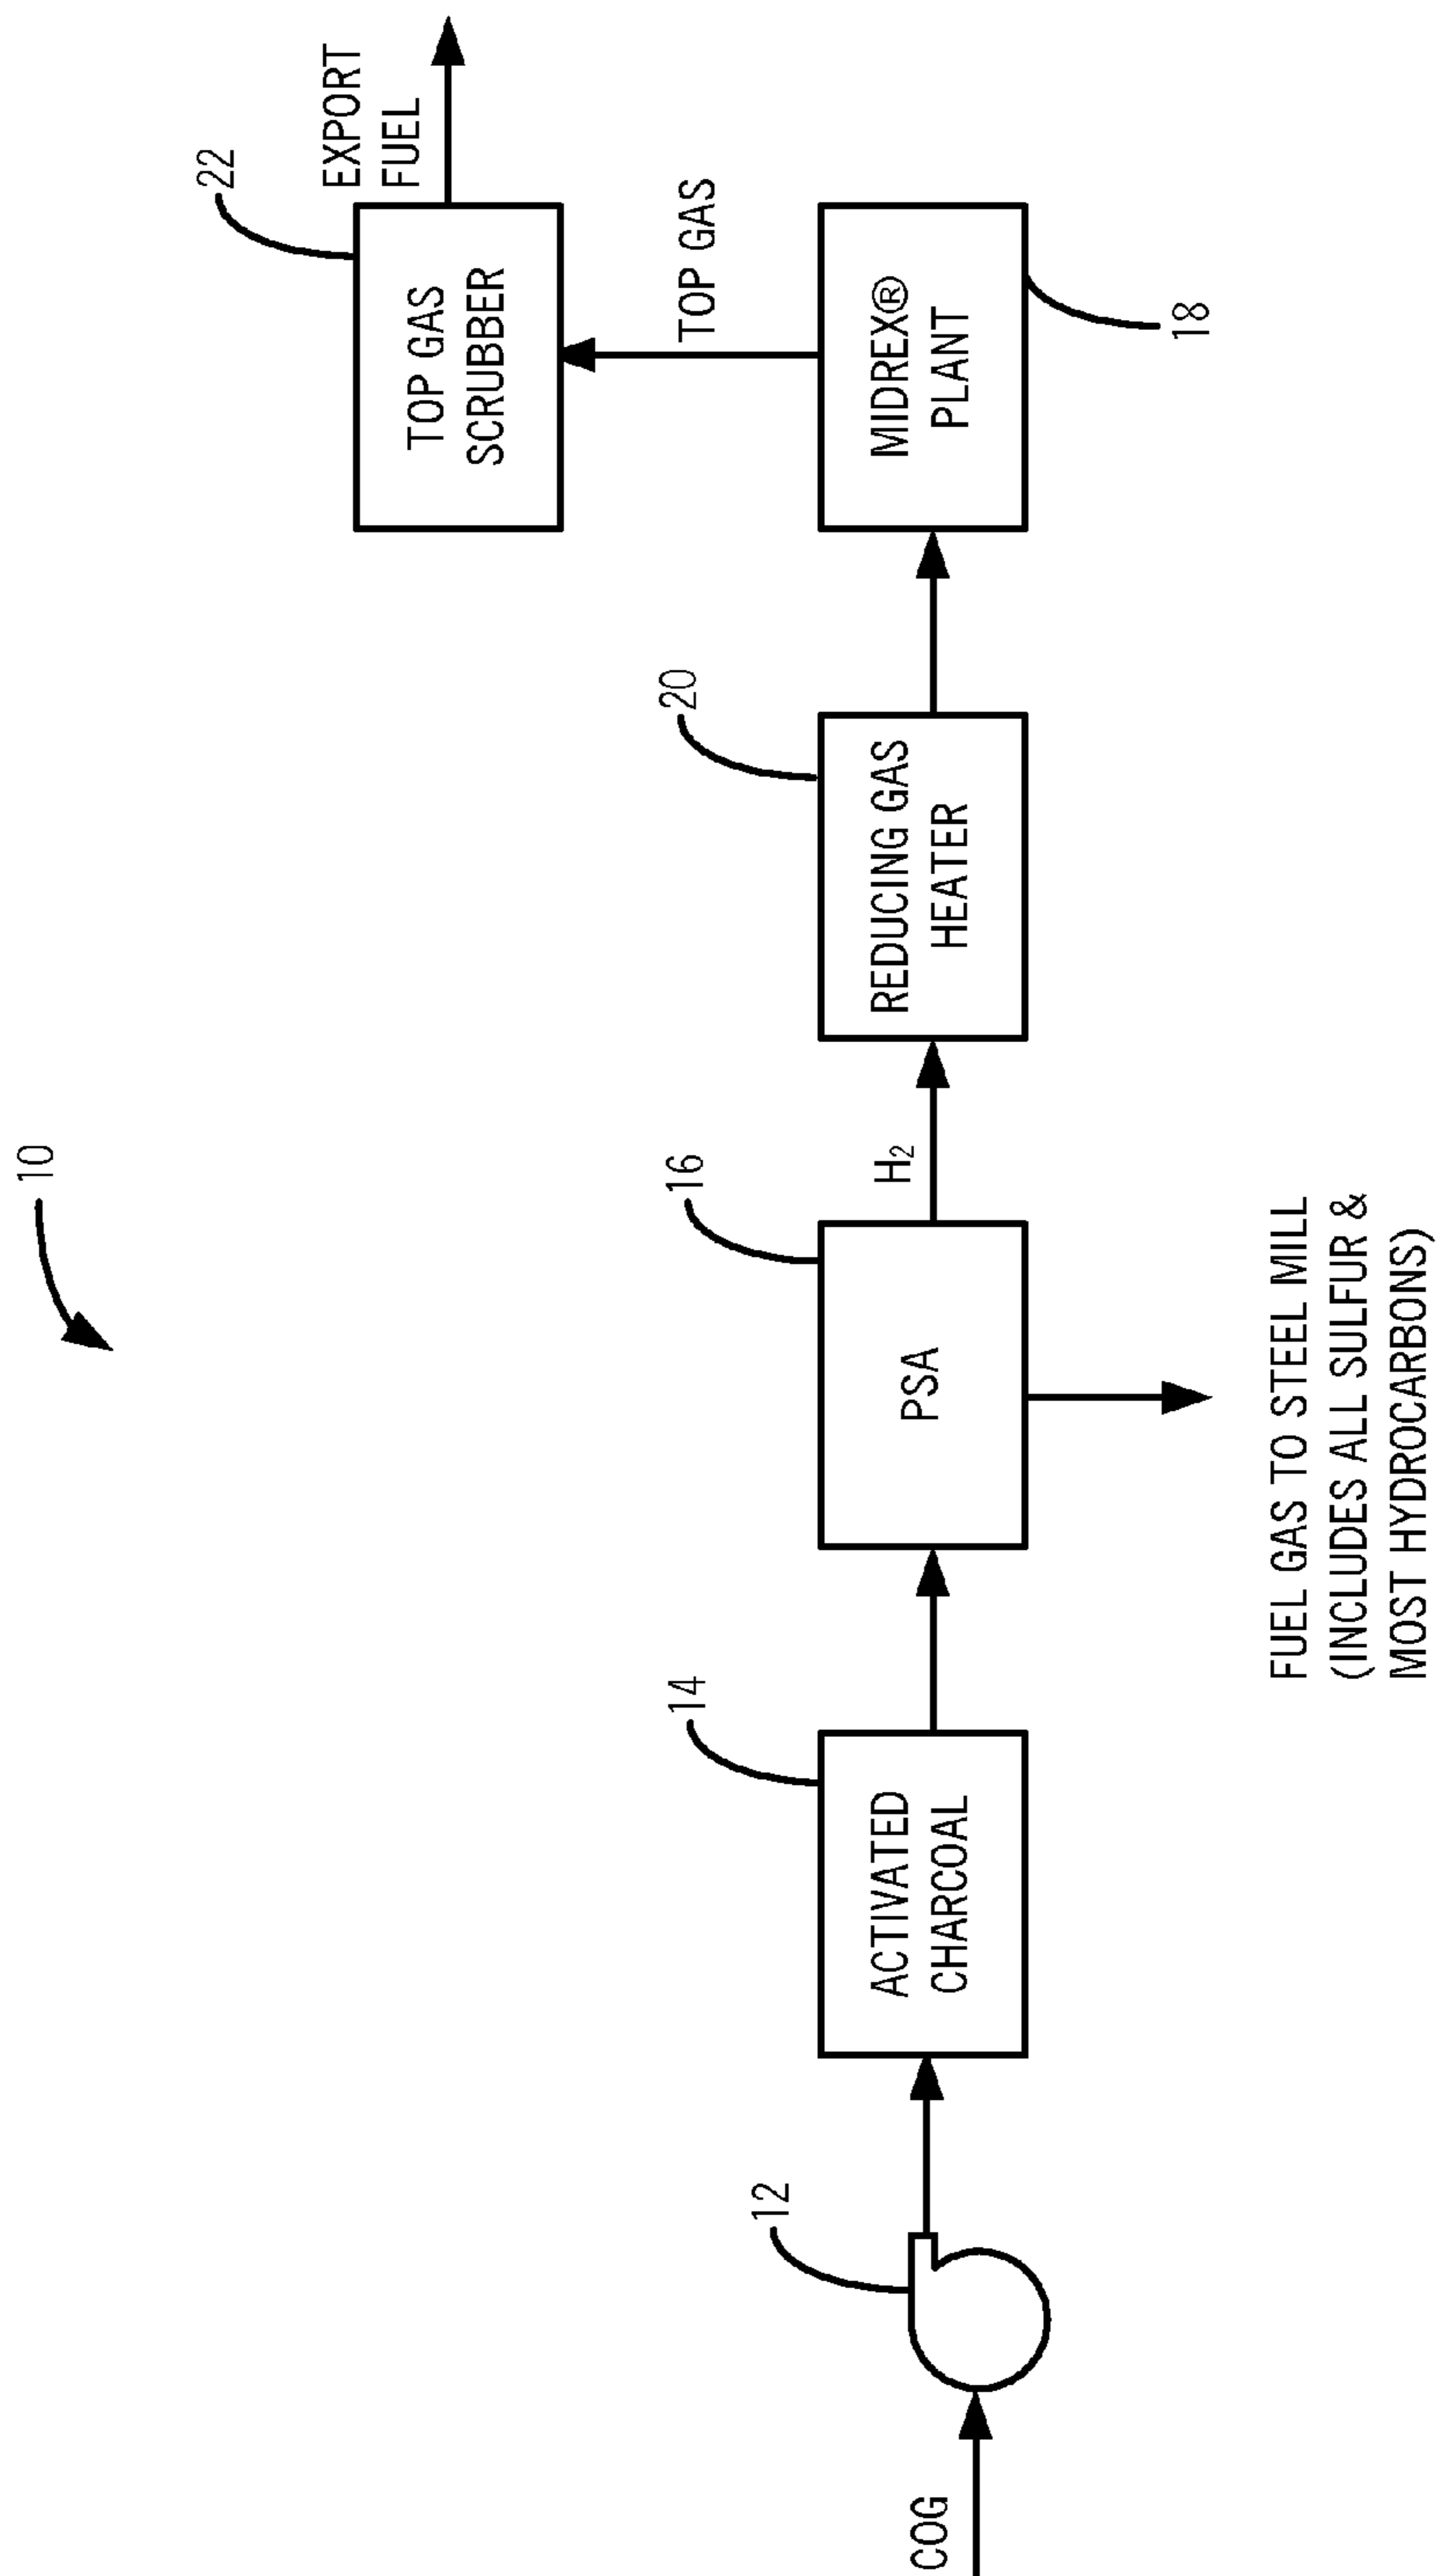 10
22
EXPORT
FUEL
TOP GAS
SCRUBBER
TOP GAS
12
14
16
20
COG
ACTIVATED
CHARCOAL
PSA
H₂
REDUCING GAS
HEATER
MIDREX®
PLANT
18
FUEL GAS TO STEEL MILL
(INCLUDES ALL SULFUR &
MOST HYDROCARBONS)